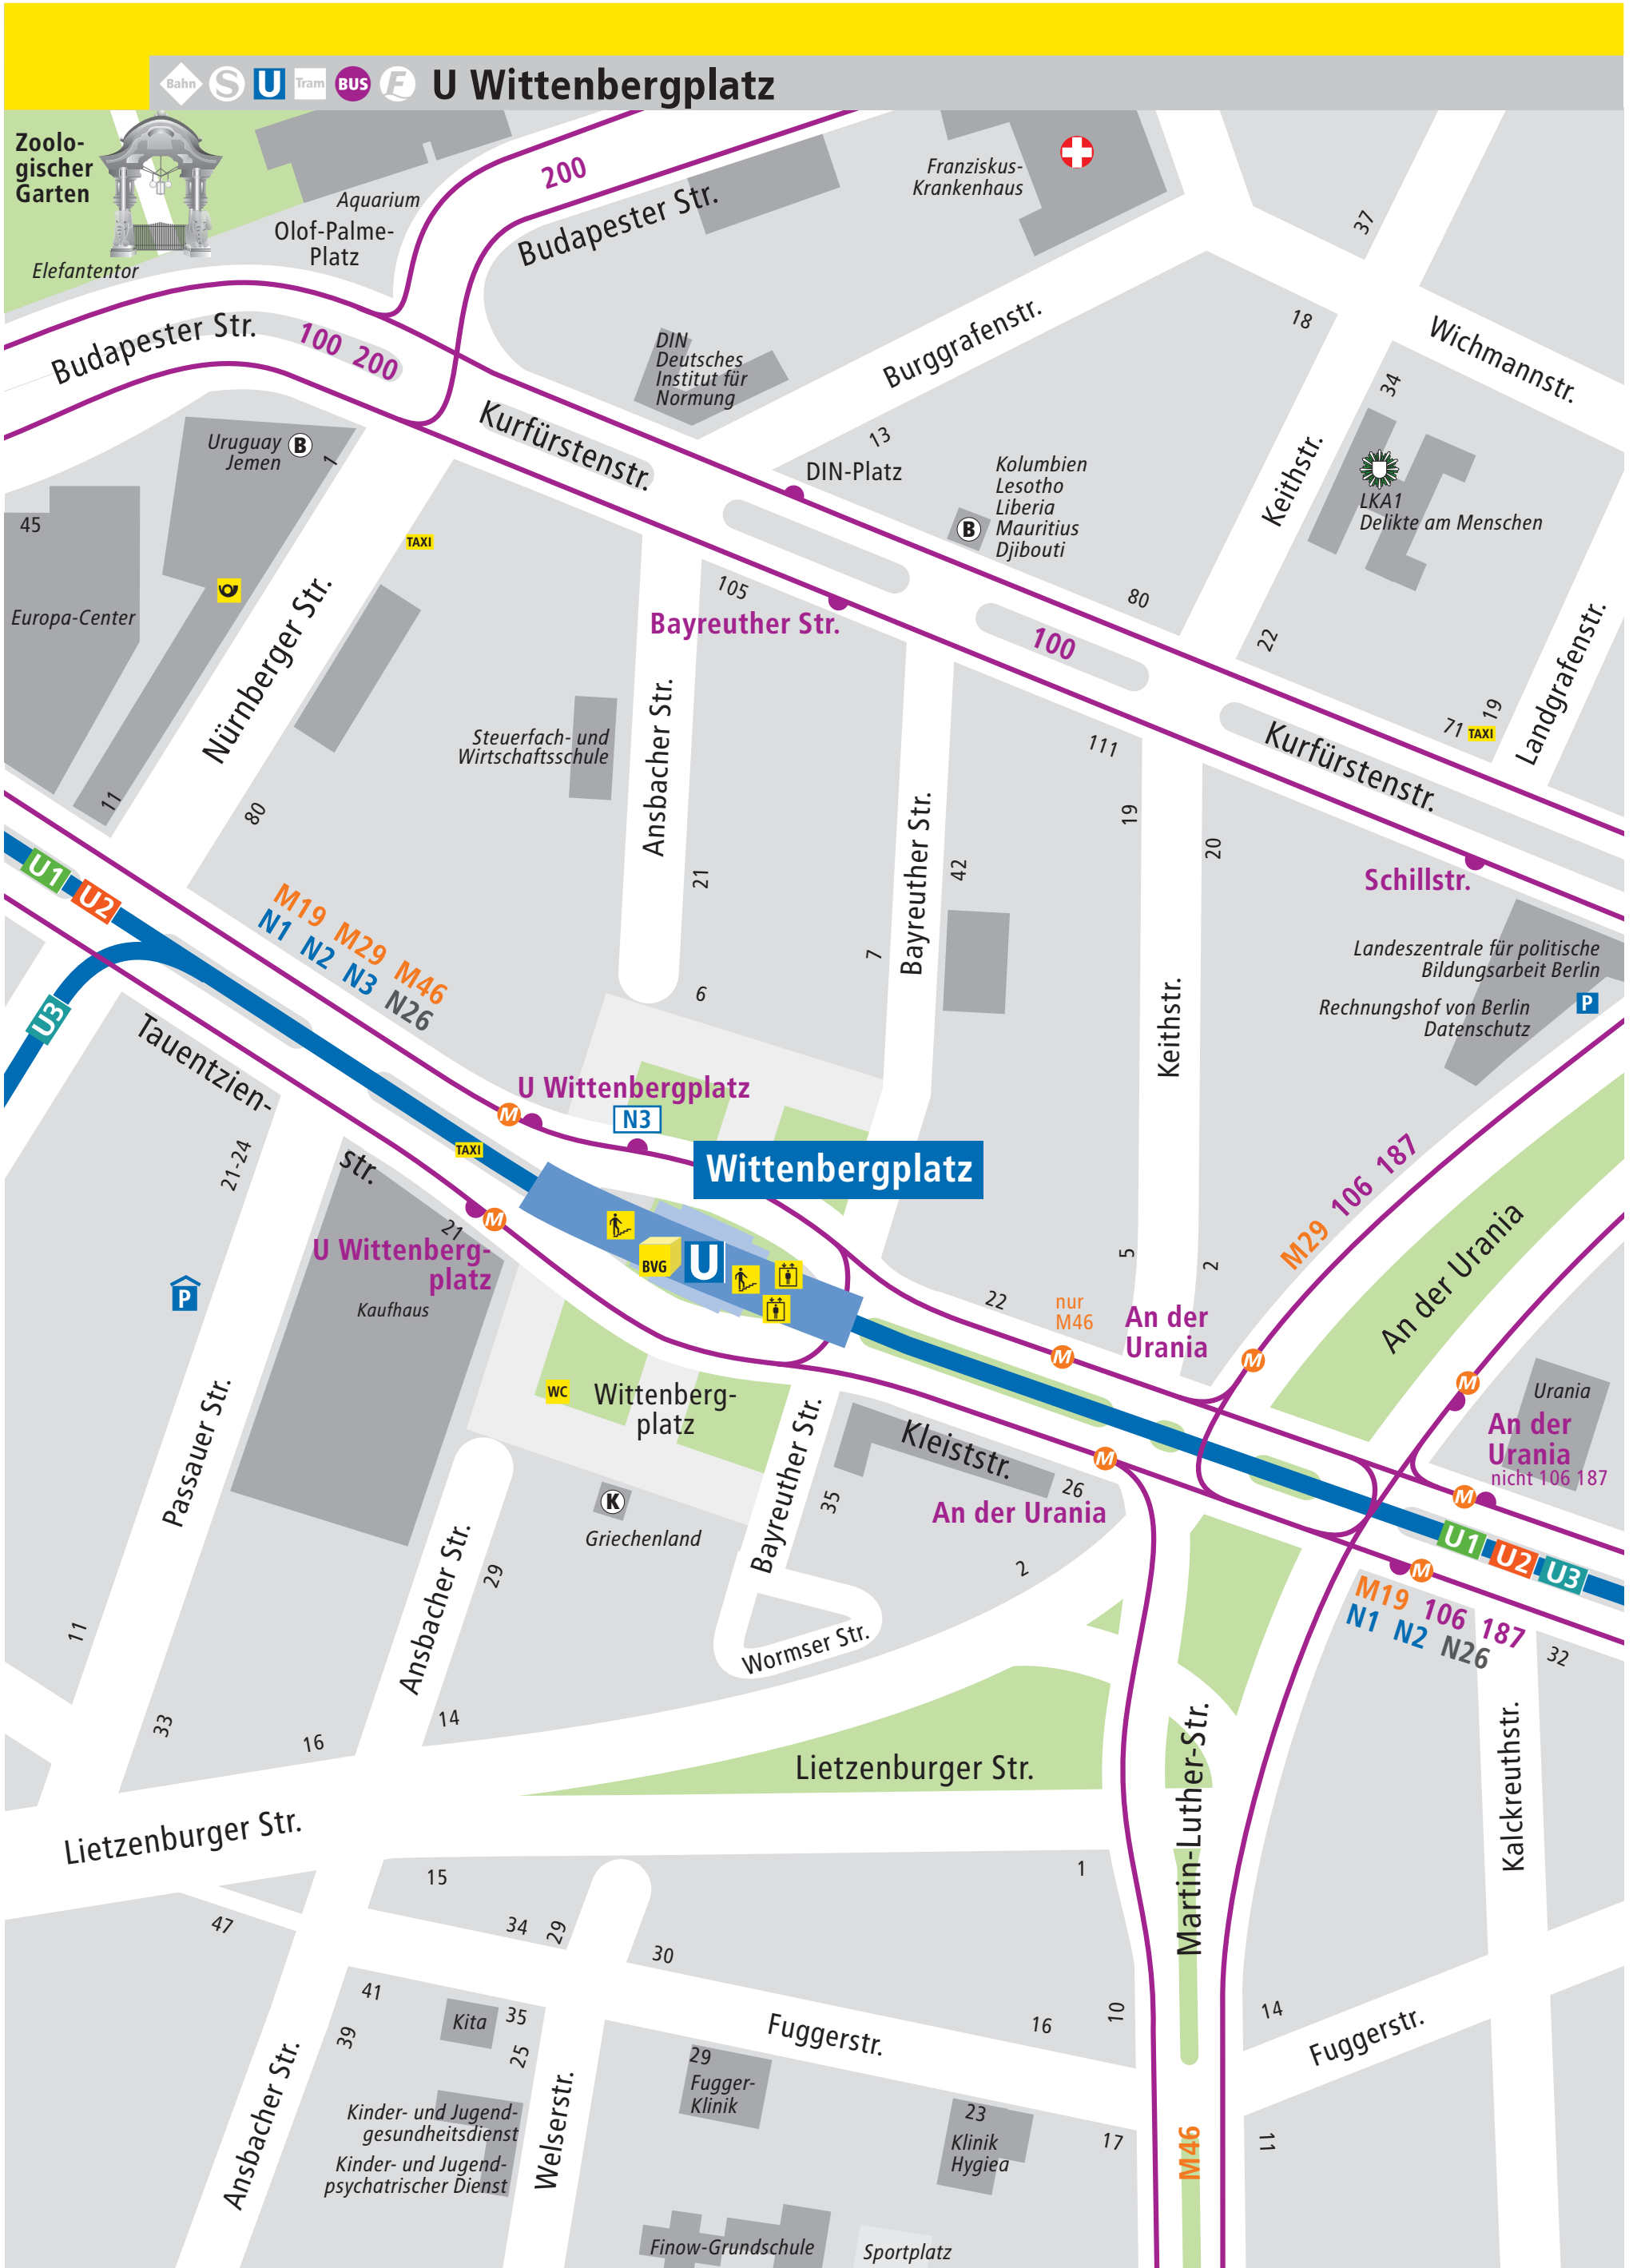 Bahn S U Tram BUS F U Wittenbergplatz
Zoolo-
gischer
Garten
Elefantentor
Aquarium
Olof-Palme-
Platz
200
Budapester Str.
Franziskus-
Krankenhaus
37
Budapester Str.
100 200
DIN
Deutsches
Institut für
Normung
Burggrafenstr.
18
Wichmannstr.
34
Uruguay
Jemen
B
1
Kurfürstenstr.
13
DIN-Platz
Kolumbien
Lesotho
Liberia
Mauritius
Djibouti
B
Keithstr.
LKA1
Delikte am Menschen
45
TAXI
Europa-Center
Nürnberger Str.
105
Bayreuther Str.
80
100
22
Landgrafenstr.
19
71
TAXI
Steuerfach- und
Wirtschaftsschule
Ansbacher Str.
111
Kurfürstenstr.
11
80
Bayreuther Str.
19
20
42
21
7
Schillstr.
U1
U2
U3
M19 M29 M46
N1 N2 N3 N26
Landeszentrale für politische
Bildungsarbeit Berlin
Rechnungshof von Berlin
Datenschutz
P
6
Keithstr.
Tauentzien-
str.
U Wittenbergplatz
M
N3
TAXI
Wittenbergplatz
21-24
21
M
U Wittenberg-
platz
Kaufhaus
P
BVG
U
M29 106 187
An der Urania
5
2
22
nur
M46
An der
Urania
M
M
M
Urania
An der
Urania
nicht 106 187
M
WC
Wittenberg-
platz
Passauer Str.
Bayreuther Str.
Kleiststr.
26
M
An der Urania
35
K
Griechenland
U1
U2
U3
M
M19 106 187
N1 N2 N26
32
Ansbacher Str.
29
2
Wormser Str.
11
33
16
14
Lietzenburger Str.
Martin-Luther-Str.
Kalckreuthstr.
Lietzenburger Str.
15
1
47
34
29
30
41
39
Kita
35
25
Fuggerstr.
16
10
14
Fuggerstr.
29
Fugger-
Klinik
Ansbacher Str.
Kinder- und Jugend-
gesundheitsdienst
Kinder- und Jugend-
psychatrischer Dienst
Welserstr.
23
Klinik
Hygiea
17
M46
11
Finow-Grundschule
Sportplatz